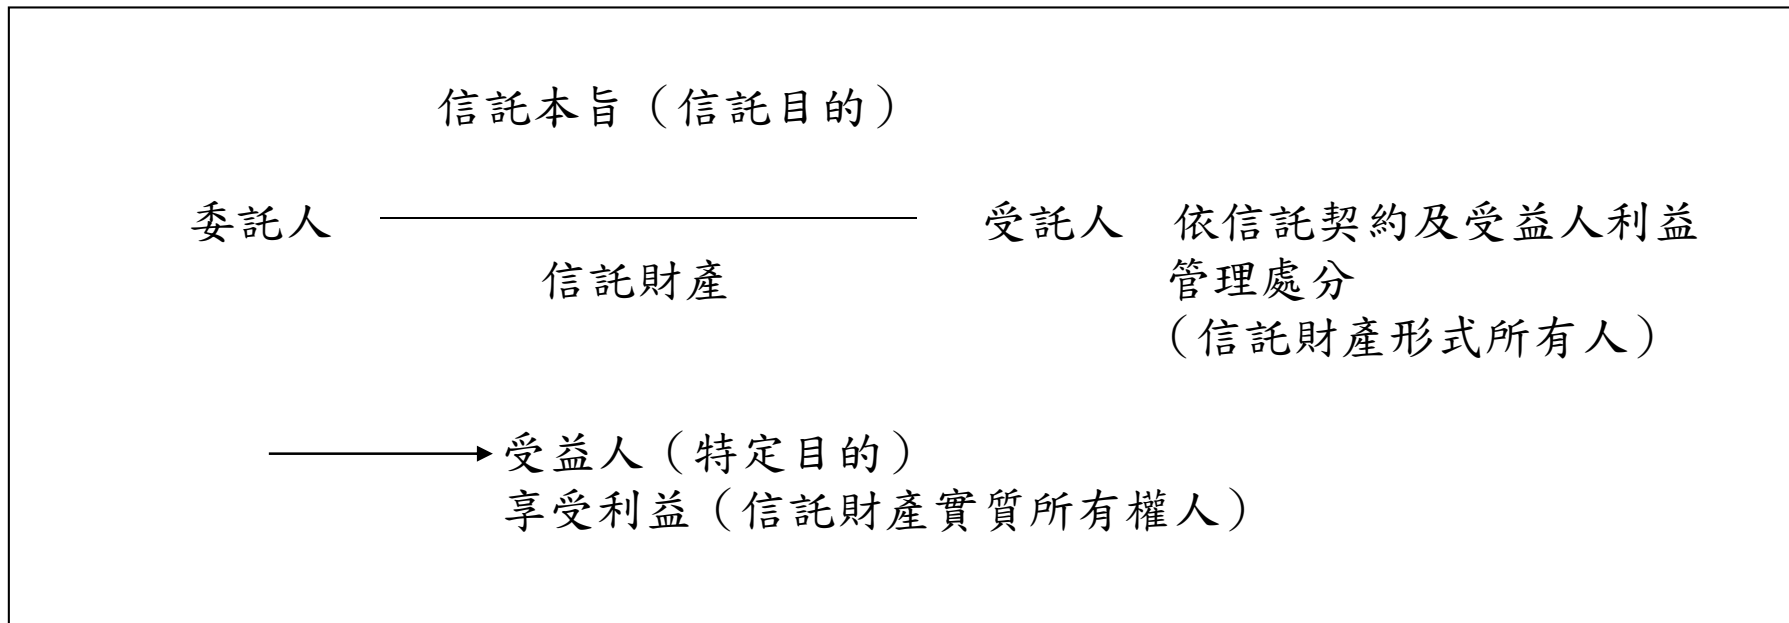 信託本旨（信託目的）
委託人 受託人 依信託契約及受益人利益
信託財產 管理處分
（信託財產形式所有人）
受益人（特定目的）
享受利益（信託財產實質所有權人）